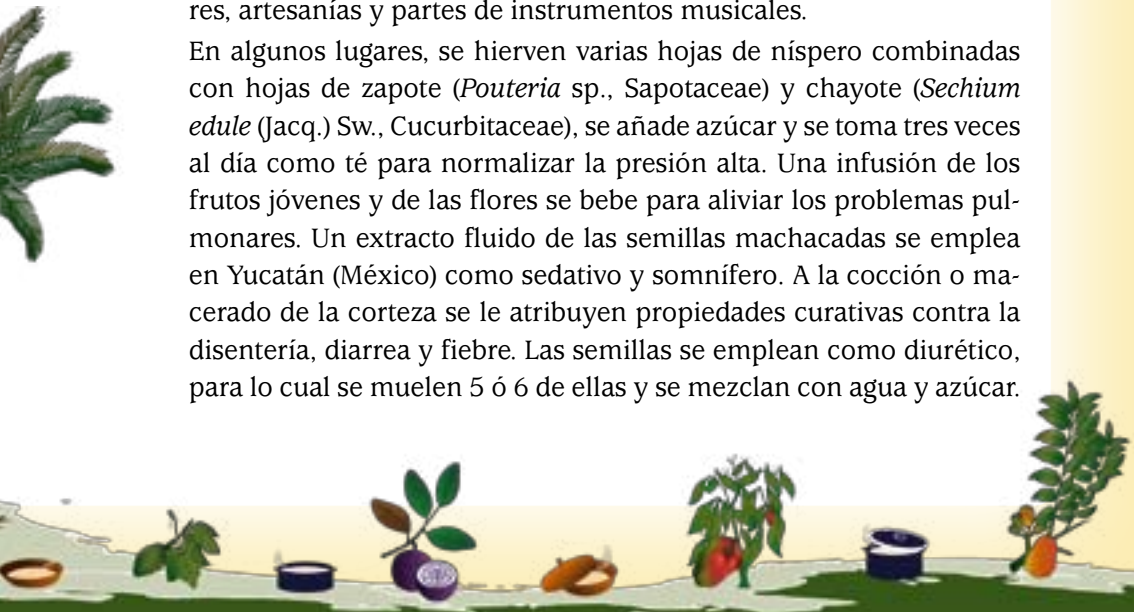 res, artesanías y partes de instrumentos musicales.
En algunos lugares, se hierven varias hojas de níspero combinadas
con hojas de zapote (Pouteria sp., Sapotaceae) y chayote (Sechium
edule (Jacq.) Sw., Cucurbitaceae), se añade azúcar y se toma tres veces
al día como té para normalizar la presión alta. Una infusión de los
frutos jóvenes y de las flores se bebe para aliviar los problemas pul-
monares. Un extracto fluido de las semillas machacadas se emplea
en Yucatán (México) como sedativo y somnífero. A la cocción o ma-
cerado de la corteza se le atribuyen propiedades curativas contra la
disentería, diarrea y fiebre. Las semillas se emplean como diurético,
para lo cual se muelen 5 ó 6 de ellas y se mezclan con agua y azúcar.